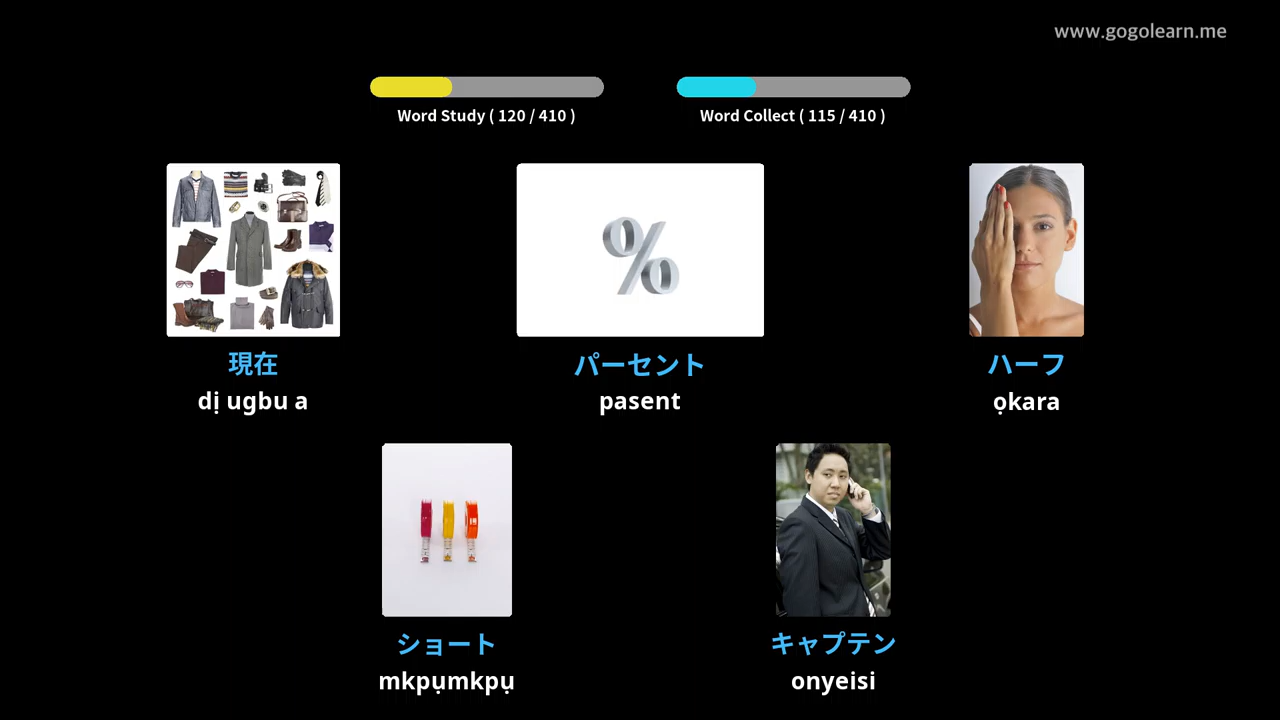 www.gogolearn.me
Word Study ( 120 / 410 )
Word Collect ( 115 / 410 )
現在
dị ugbu a
パーセント
pasent
ハーフ
ọkara
ショート
mkpụmkpụ
キャプテン
onyeisi